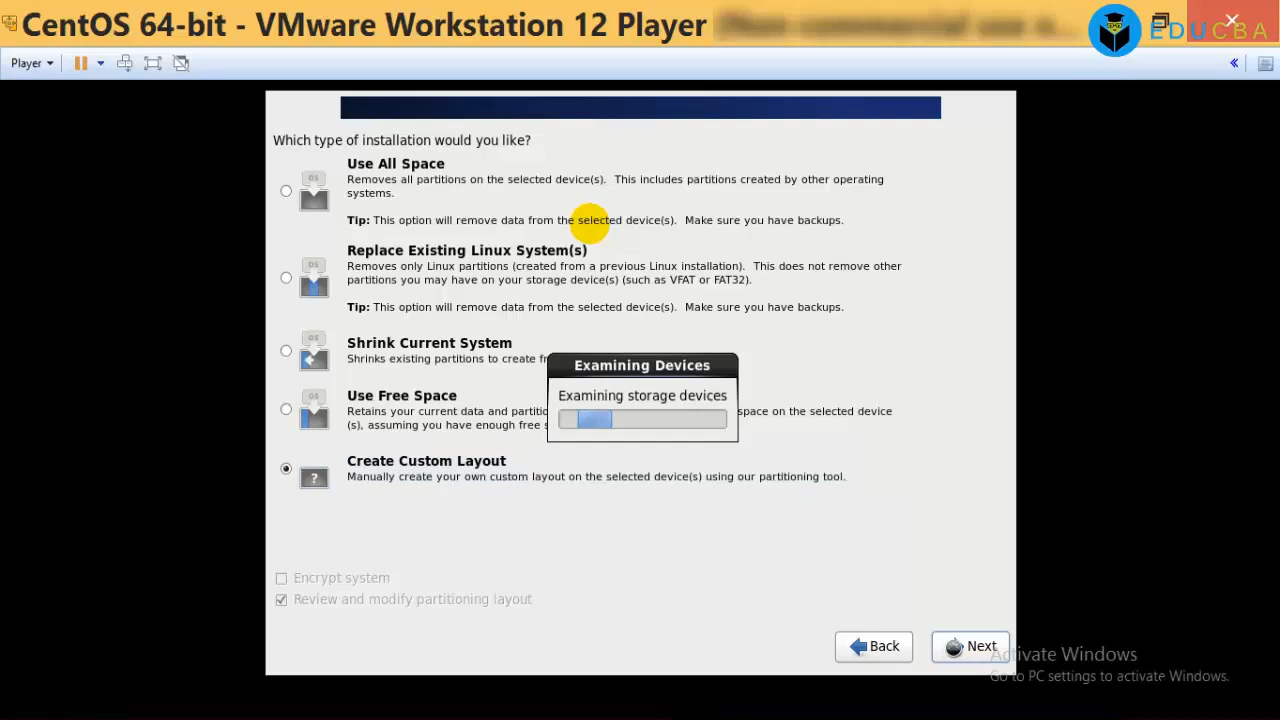 CentOS 64-bit - VMware Workstation 12 Player
EDUCBA
Player
Which type of installation would you like?
Use All Space
Removes all partitions on the selected device(s). This includes partitions created by other operating
systems.
Tip: This option will remove data from the selected device(s). Make sure you have backups.
OS
Replace Existing Linux System(s)
Removes only Linux partitions (created from a previous Linux installation). This does not remove other
partitions you may have on your storage device(s) (such as VFAT or FAT32).
Tip: This option will remove data from the selected device(s). Make sure you have backups.
OS
Shrink Current System
Shrinks existing partitions to create
OS
Examining Devices
Examining storage devices
Use Free Space
Retains your current data and space on the selected device
(s), assuming you have enough free
OS
Create Custom Layout
Manually create your own custom layout on the selected device(s) using our partitioning tool.
?
Encrypt system
Review and modify partitioning layout
Back
Next
Activate Windows
Go to PC settings to activate Windows.